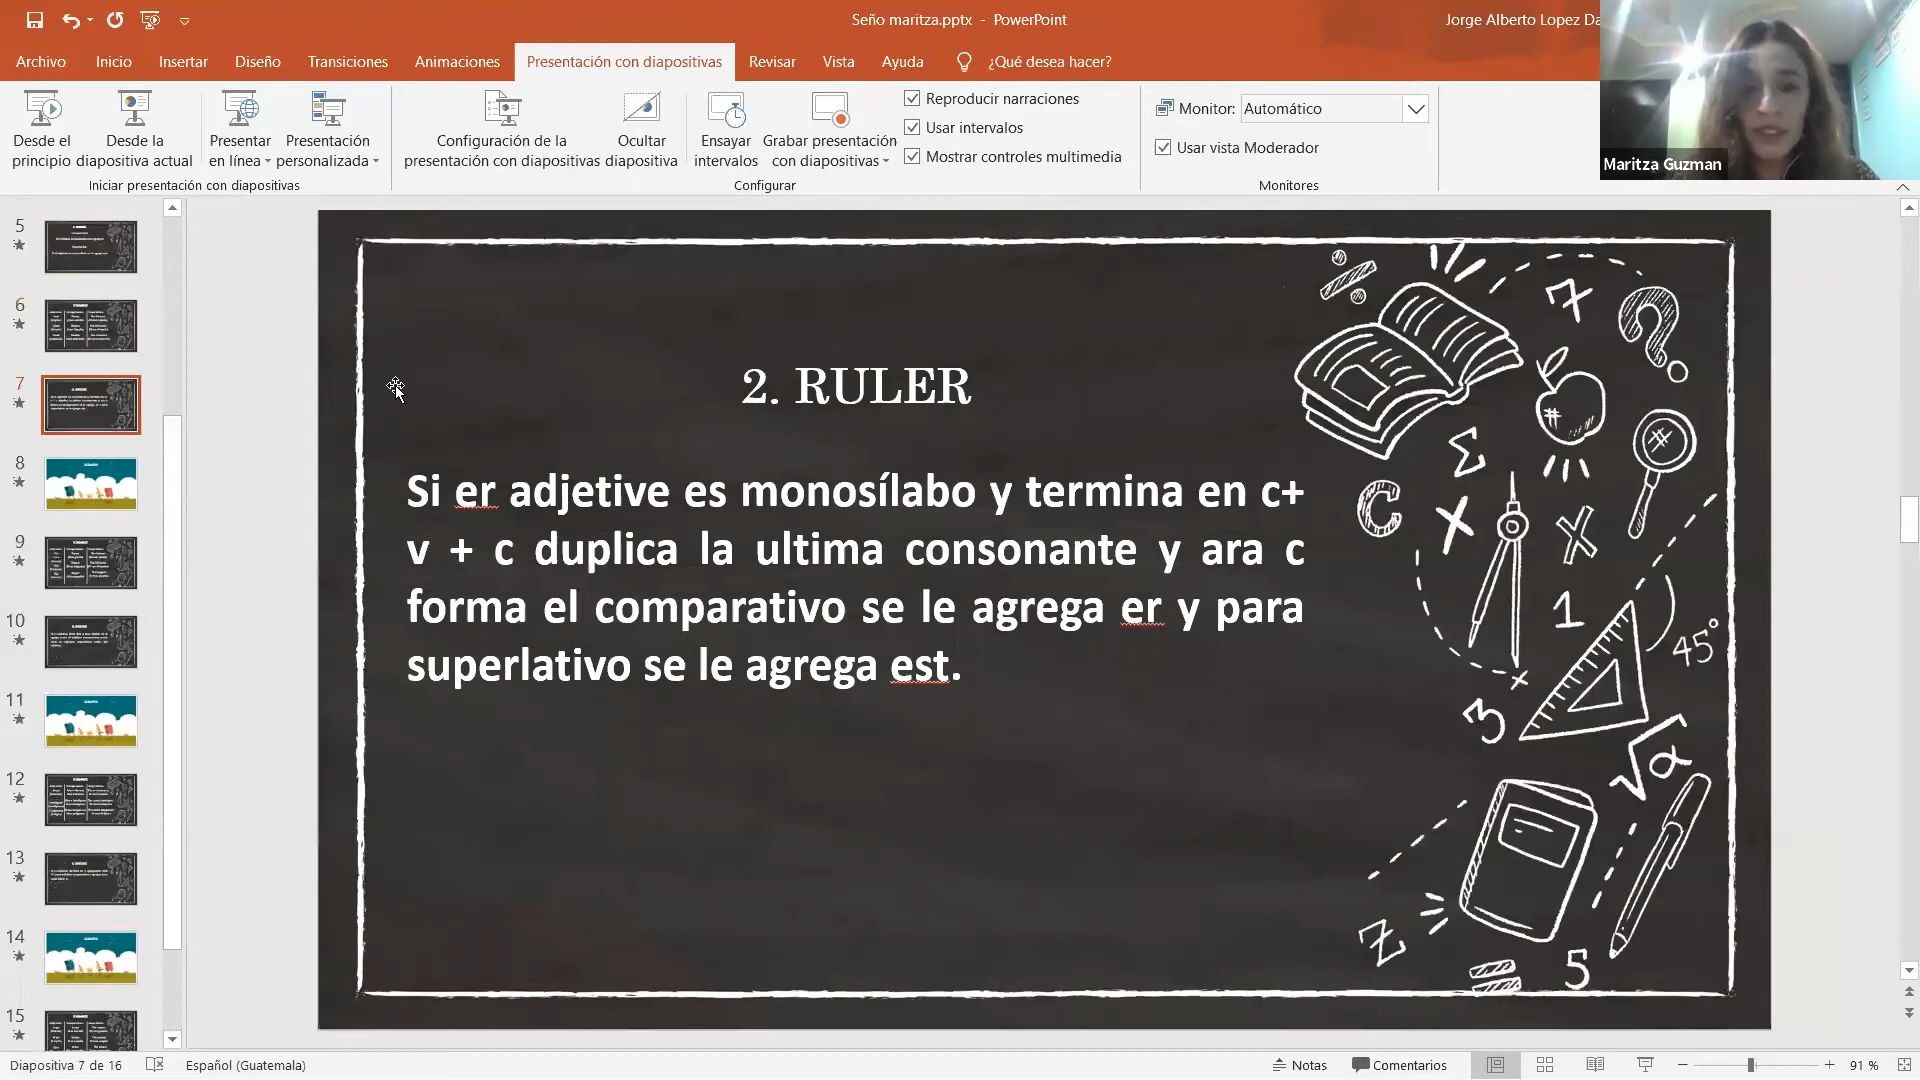 Seño maritza.pptx - PowerPoint
Jorge Alberto Lopez Da
Archivo Inicio Insertar Diseño Transiciones Animaciones Presentación con diapositivas Revisar Vista Ayuda ¿Qué desea hacer?
Desde el principio
Desde la diapositiva actual
Presentar en línea
Presentación personalizada
Iniciar presentación con diapositivas
Configuración de la presentación con diapositivas
Ocultar diapositiva
Ensayar intervalos
Grabar presentación con diapositivas
Reproducir narraciones
Usar intervalos
Mostrar controles multimedia
Configurar
Monitor: Automático
Usar vista Moderador
Monitores
Maritza Guzman
5
6
7
8
9
10
11
12
13
14
15
2. RULER
Si er adjetive es monosílabo y termina en c+
v + c duplica la ultima consonante y ara c
forma el comparativo se le agrega er y para
superlativo se le agrega est.
7
Σ
C
X
X
1
45°
3
√α
Z
5
Diapositiva 7 de 16 Español (Guatemala) Notas Comentarios 91 %